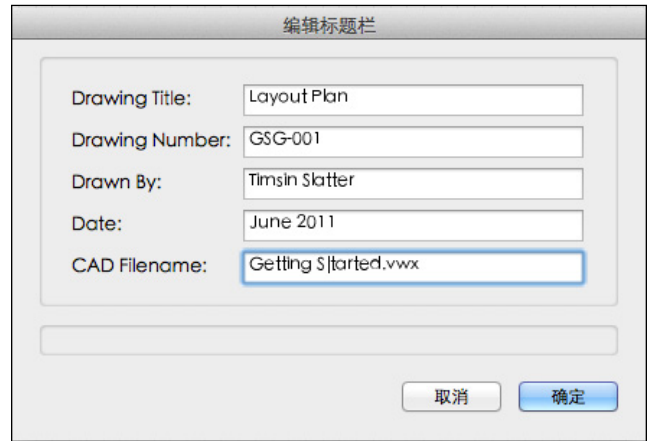 编辑标题栏
Drawing Title: Layout Plan
Drawing Number: GSG-001
Drawn By: Timsin Slatter
Date: June 2011
CAD Filename: Getting Started.vwx
取消 确定